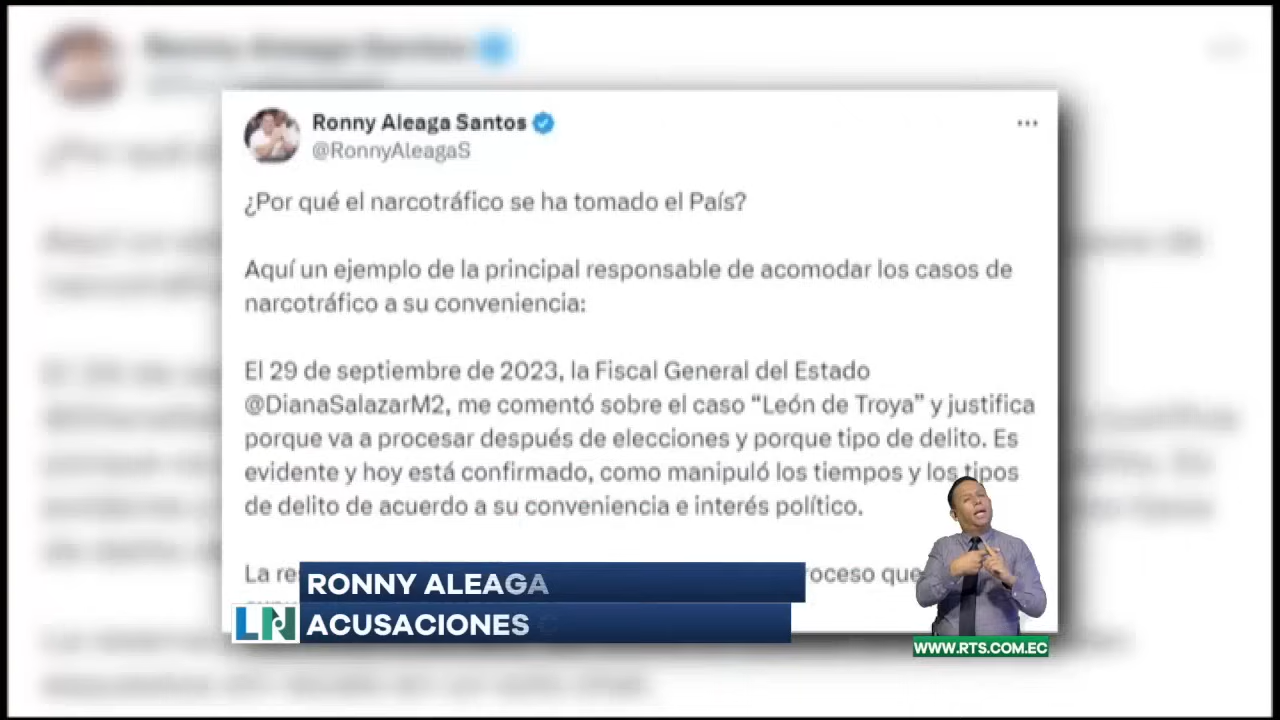 Ronny Aleaga Santos
@RonnyAleagaS
¿Por qué el narcotráfico se ha tomado el País?
Aquí un ejemplo de la principal responsable de acomodar los casos de
narcotráfico a su conveniencia:
El 29 de septiembre de 2023, la Fiscal General del Estado
@DianaSalazarM2, me comentó sobre el caso “León de Troya” y justifica
porque va a procesar después de elecciones y porque tipo de delito. Es
evidente y hoy está confirmado, como manipuló los tiempos y los tipos
de delito de acuerdo a su conveniencia e interés político.
La
que
RONNY ALEAGA
LN ACUSACIONES
WWW.RTS.COM.EC